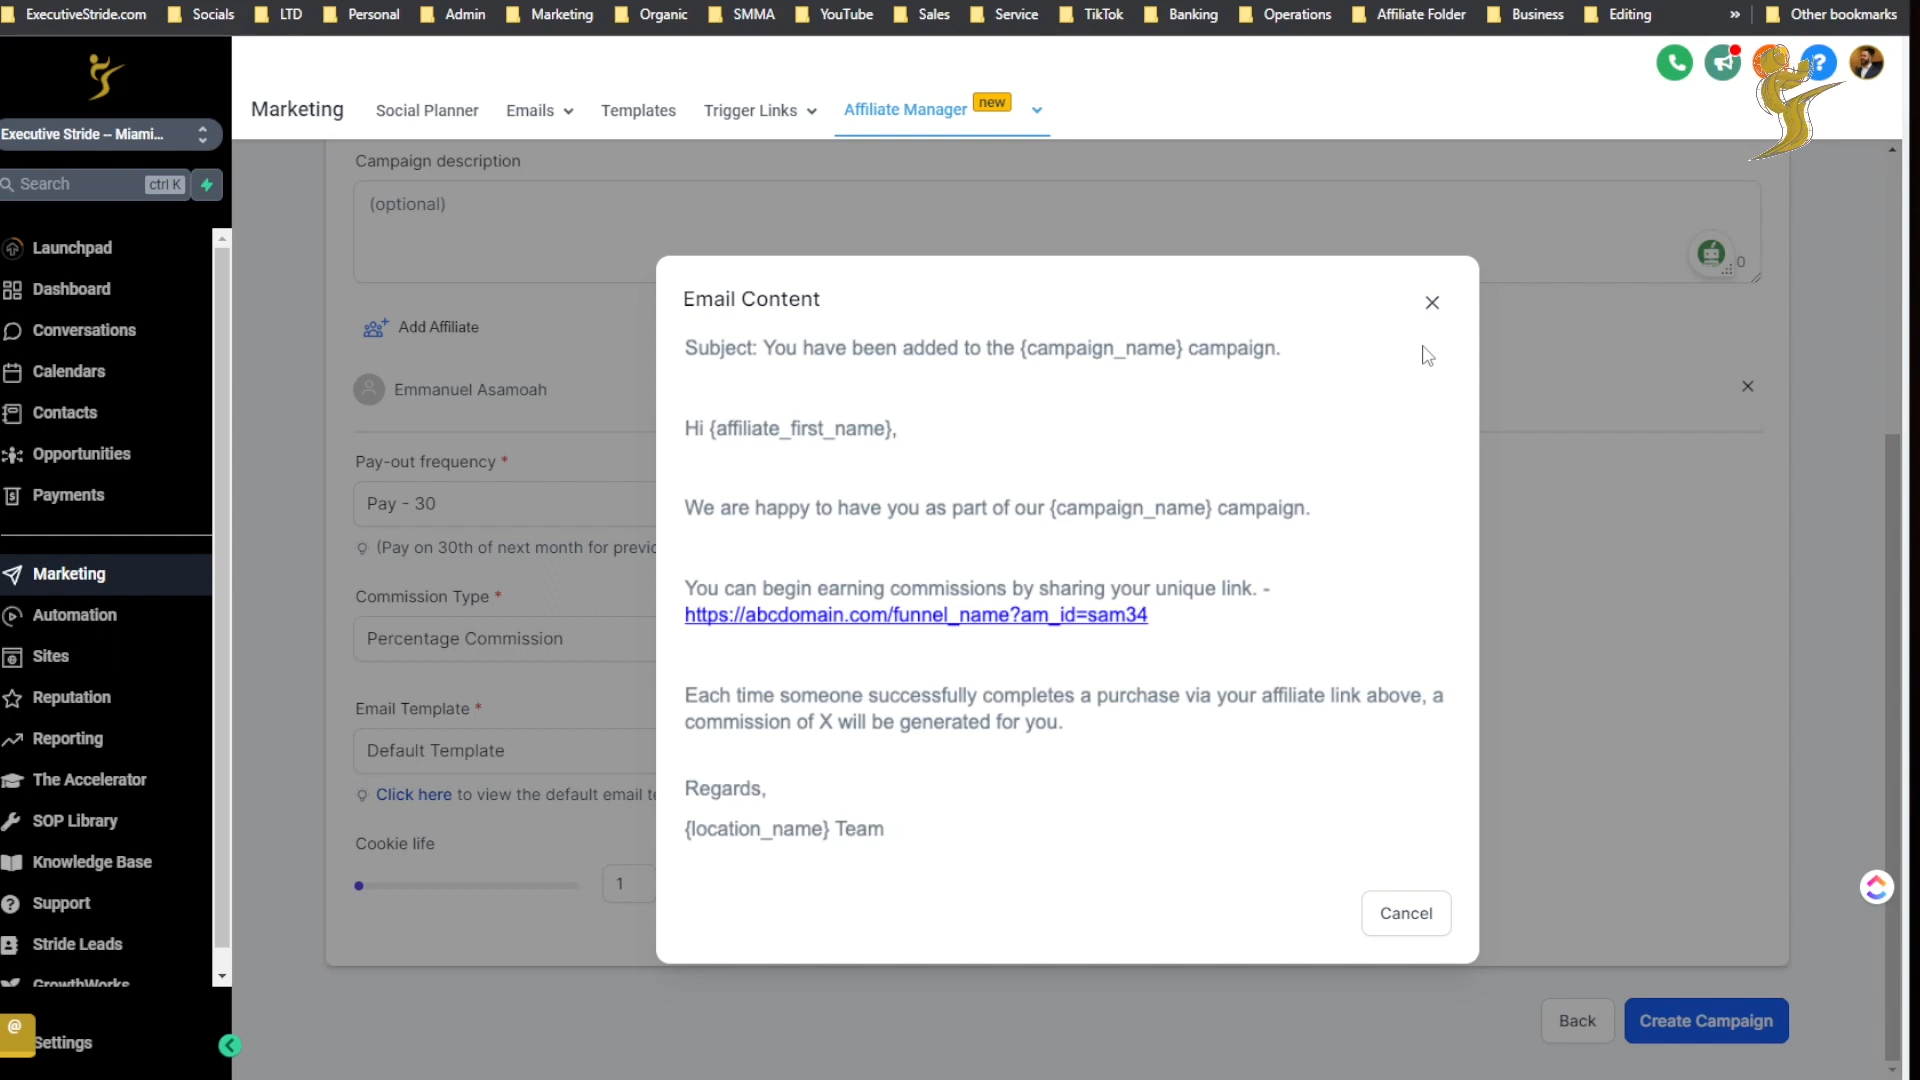 ExecutiveStride.com Socials LTD Personal Admin Marketing Organic SMMA YouTube Sales Service TikTok Banking Operations Affiliate Folder Business Editing » Other bookmarks
Executive Stride – Miami...
Search ctrl K
Launchpad
Dashboard
Conversations
Calendars
Contacts
Opportunities
Payments
Marketing
Automation
Sites
Reputation
Reporting
The Accelerator
SOP Library
Knowledge Base
Support
Stride Leads
GrowthWorks
@
Settings
Marketing Social Planner Emails Templates Trigger Links Affiliate Manager new
?
Campaign description
(optional)
0
Add Affiliate
Emmanuel Asamoah
Pay-out frequency *
Pay - 30
(Pay on 30th of next month for previo
Commission Type *
Percentage Commission
Email Template *
Default Template
Click here to view the default email te
Cookie life
1
Email Content
Subject: You have been added to the {campaign_name} campaign.
Hi {affiliate_first_name},
We are happy to have you as part of our {campaign_name} campaign.
You can begin earning commissions by sharing your unique link. -
https://abcdomain.com/funnel_name?am_id=sam34
Each time someone successfully completes a purchase via your affiliate link above, a
commission of X will be generated for you.
Regards,
{location_name} Team
Cancel
Back Create Campaign